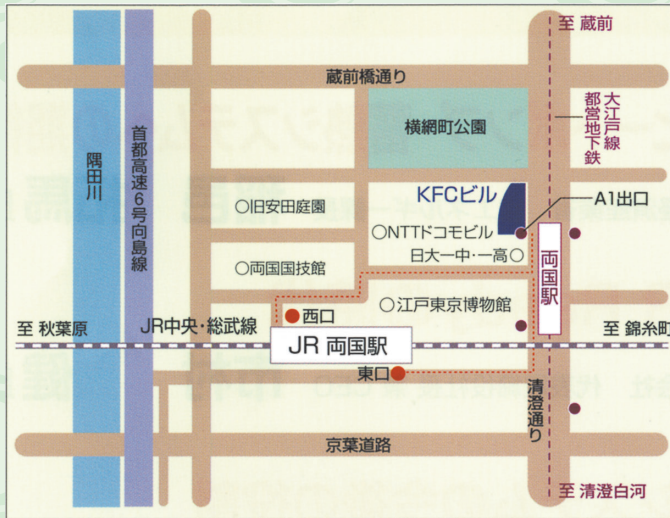 至 蔵前
蔵前橋通り
大江戸線
都営地下鉄
横網町公園
隅田川
首都高速6号向島線
KFCビル
A1出口
○旧安田庭園
○NTTドコモビル
日大一中・一高○
両国駅
○両国国技館
○江戸東京博物館
西口
至 秋葉原
JR中央・総武線
JR 両国駅
至 錦糸町
東口
清澄通り
京葉道路
至 清澄白河